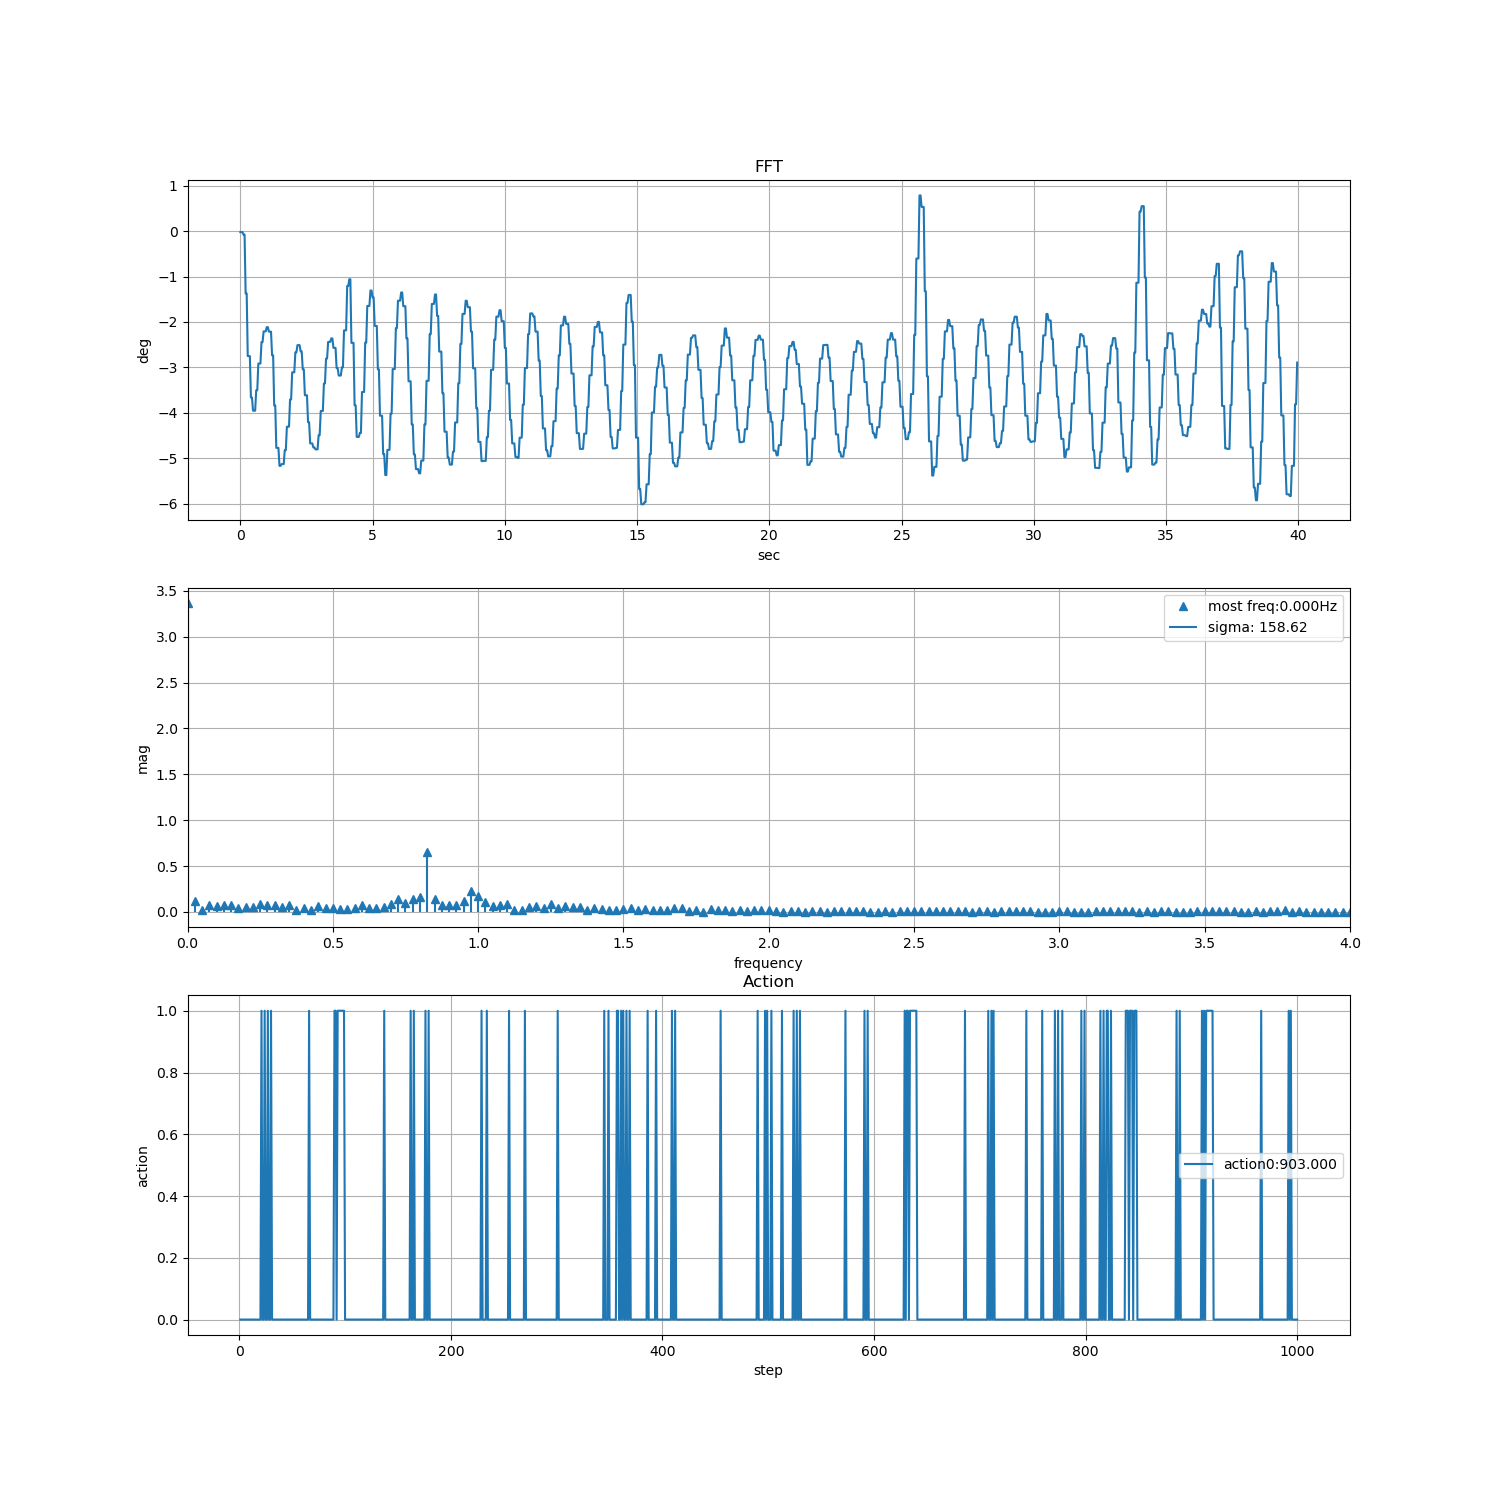 FFT
1
0
−1
−2
−3
−4
−5
−6
deg
0 5 10 15 20 25 30 35 40
sec
3.5
3.0
2.5
2.0
1.5
1.0
0.5
0.0
mag
most freq:0.000Hz
sigma: 158.62
0.0 0.5 1.0 1.5 2.0 2.5 3.0 3.5 4.0
frequency
Action
1.0
0.8
0.6
0.4
0.2
0.0
action
action0:903.000
0 200 400 600 800 1000
step